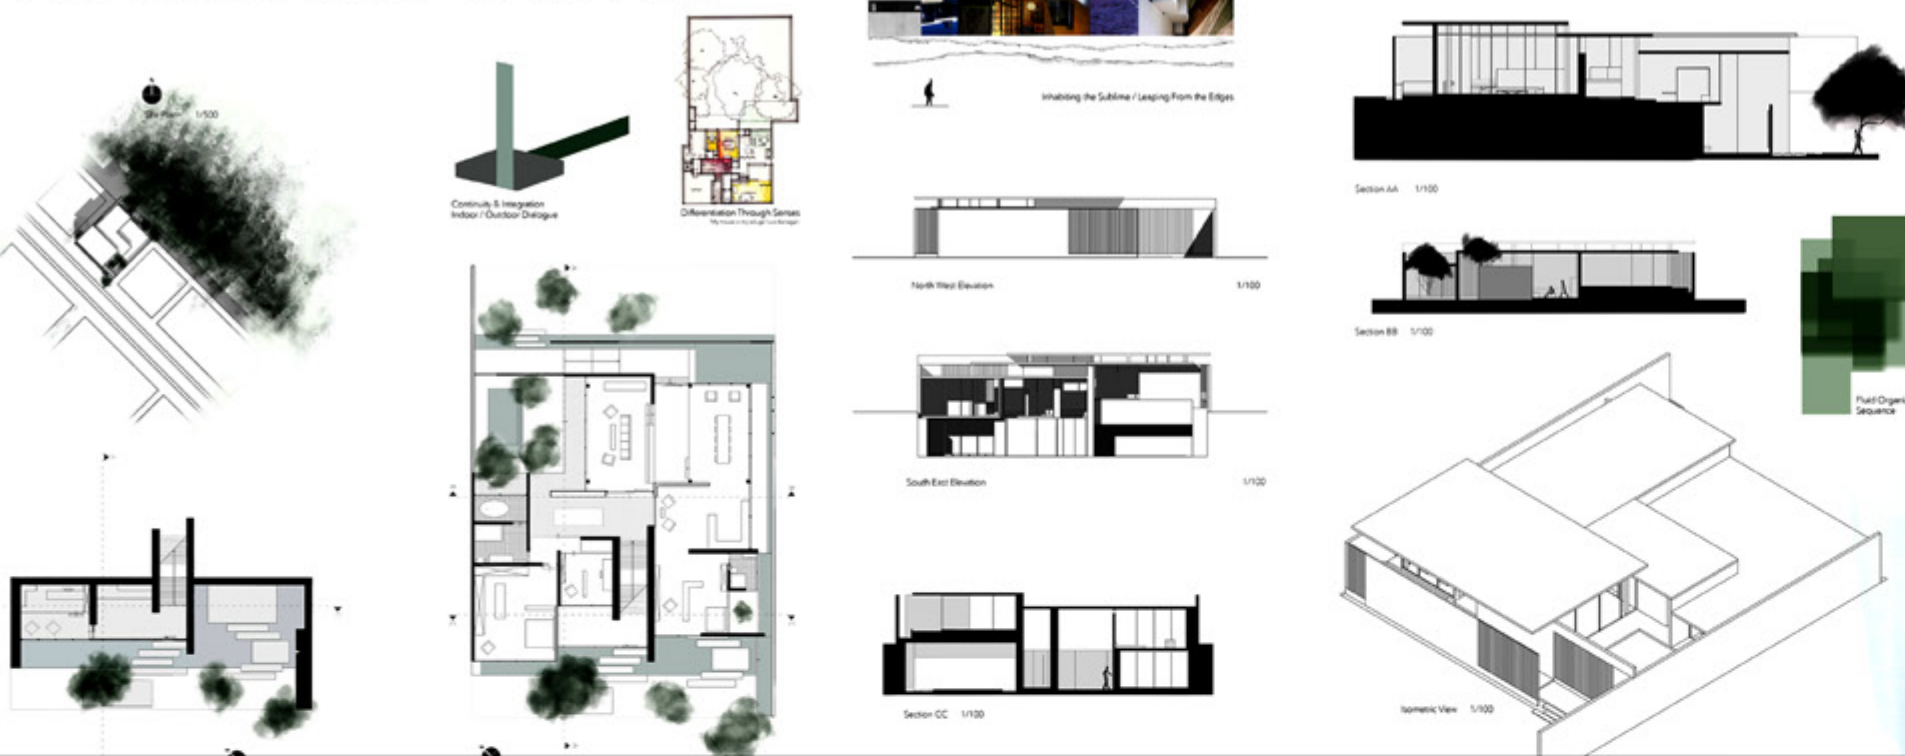 Site Plan 1/500
Continuity & Integration
Indoor / Outdoor Dialogue
Differentiation Through Senses
Inhabiting the Sublime / Leaping From the Edges
North West Elevation 1/100
South East Elevation 1/100
Section CC 1/100
Section AA 1/100
Section BB 1/100
Fluid Organi
Sequence
Isometric View 1/100